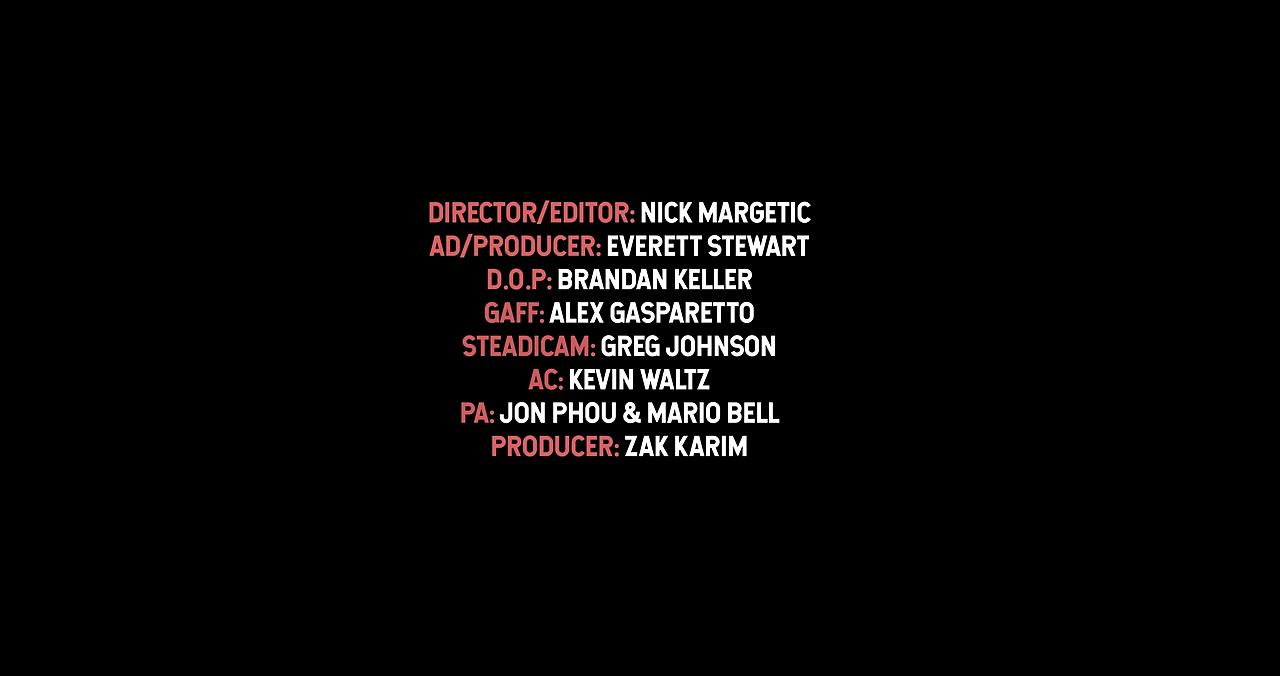 DIRECTOR/EDITOR: NICK MARGETIC
AD/PRODUCER: EVERETT STEWART
D.O.P: BRANDAN KELLER
GAFF: ALEX GASPARETTO
STEADICAM: GREG JOHNSON
AC: KEVIN WALTZ
PA: JON PHOU & MARIO BELL
PRODUCER: ZAK KARIM